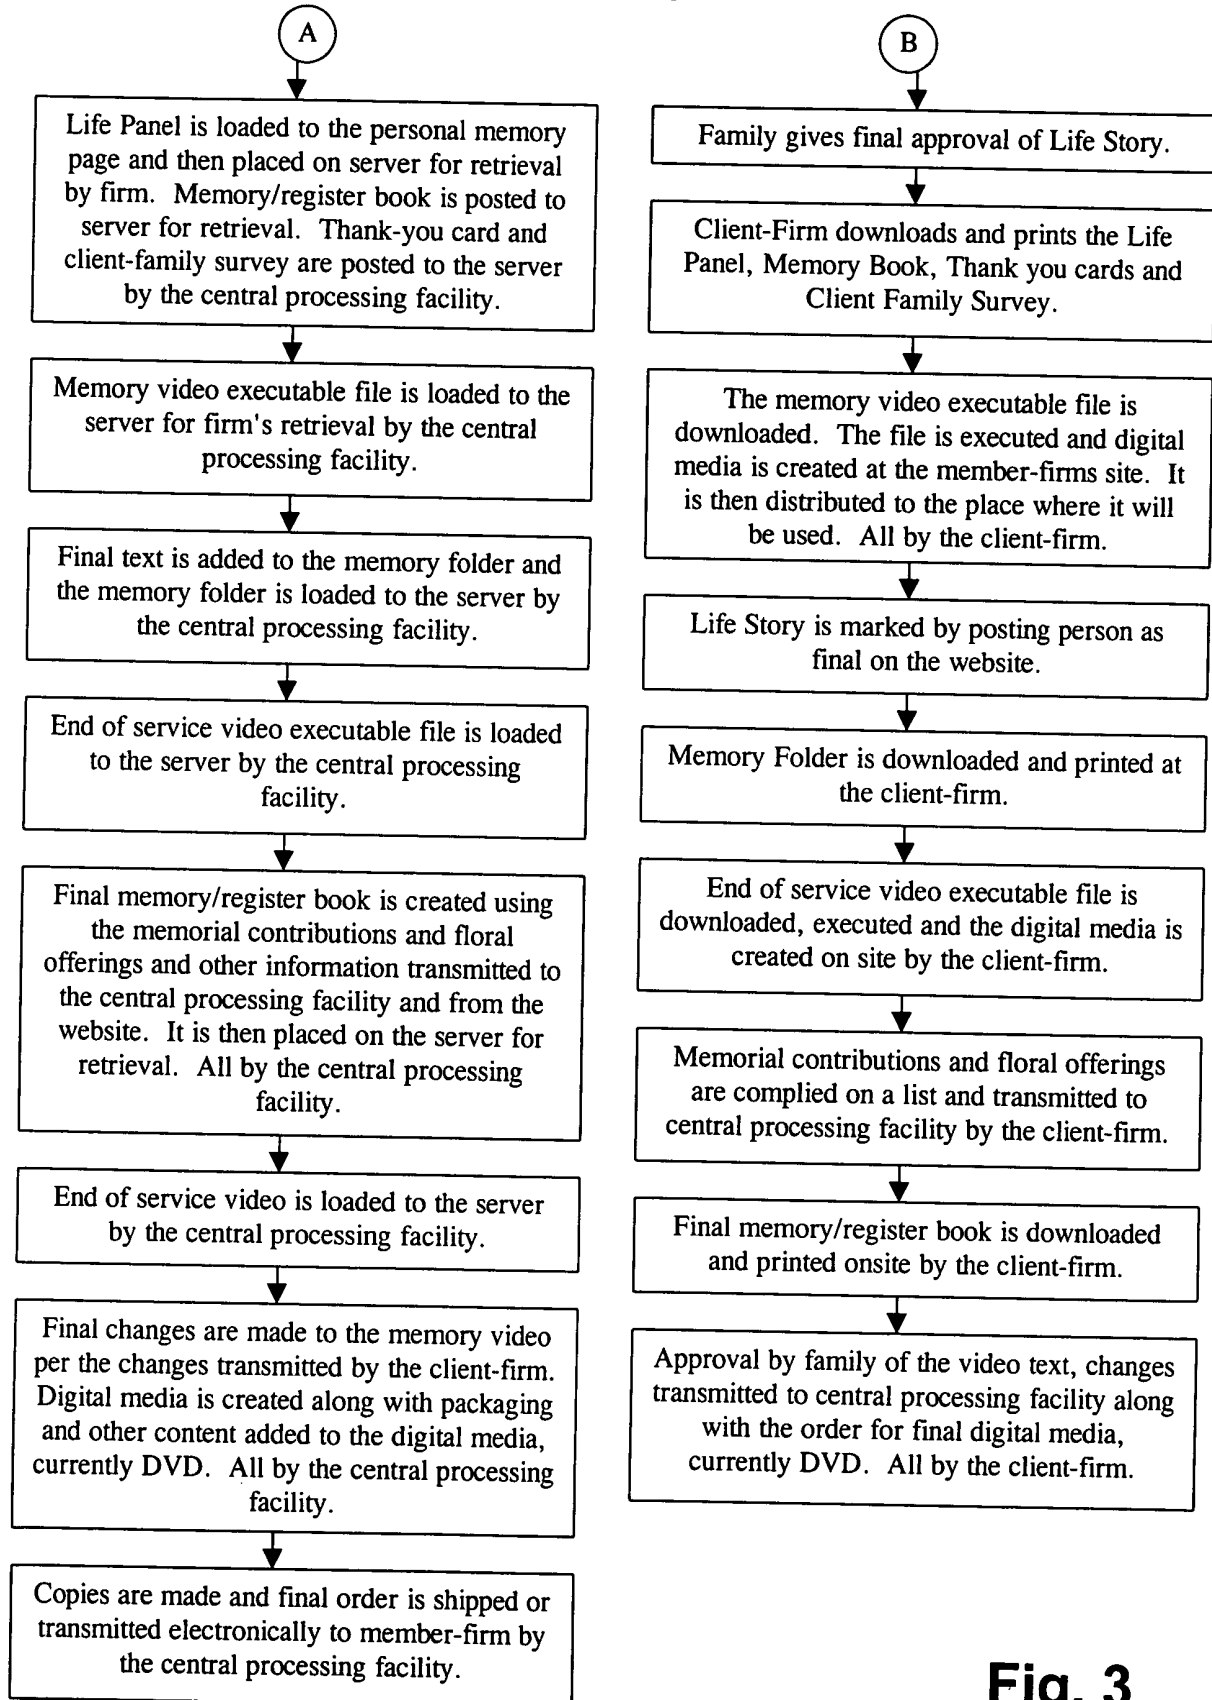 A
Life Panel is loaded to the personal memory
page and then placed on server for retrieval
by firm. Memory/register book is posted to
server for retrieval. Thank-you card and
client-family survey are posted to the server
by the central processing facility.
Memory video executable file is loaded to the
server for firm's retrieval by the central
processing facility.
Final text is added to the memory folder and
the memory folder is loaded to the server by
the central processing facility.
End of service video executable file is loaded
to the server by the central processing
facility.
Final memory/register book is created using
the memorial contributions and floral
offerings and other information transmitted to
the central processing facility and from the
website. It is then placed on the server for
retrieval. All by the central processing
facility.
End of service video is loaded to the server
by the central processing facility.
Final changes are made to the memory video
per the changes transmitted by the client-firm.
Digital media is created along with packaging
and other content added to the digital media,
currently DVD. All by the central processing
facility.
Copies are made and final order is shipped or
transmitted electronically to member-firm by
the central processing facility.
B
Family gives final approval of Life Story.
Client-Firm downloads and prints the Life
Panel, Memory Book, Thank you cards and
Client Family Survey.
The memory video executable file is
downloaded. The file is executed and digital
media is created at the member-firms site. It
is then distributed to the place where it will
be used. All by the client-firm.
Life Story is marked by posting person as
final on the website.
Memory Folder is downloaded and printed at
the client-firm.
End of service video executable file is
downloaded, executed and the digital media is
created on site by the client-firm.
Memorial contributions and floral offerings
are complied on a list and transmitted to
central processing facility by the client-firm.
Final memory/register book is downloaded
and printed onsite by the client-firm.
Approval by family of the video text, changes
transmitted to central processing facility along
with the order for final digital media,
currently DVD. All by the client-firm.
Fig. 3